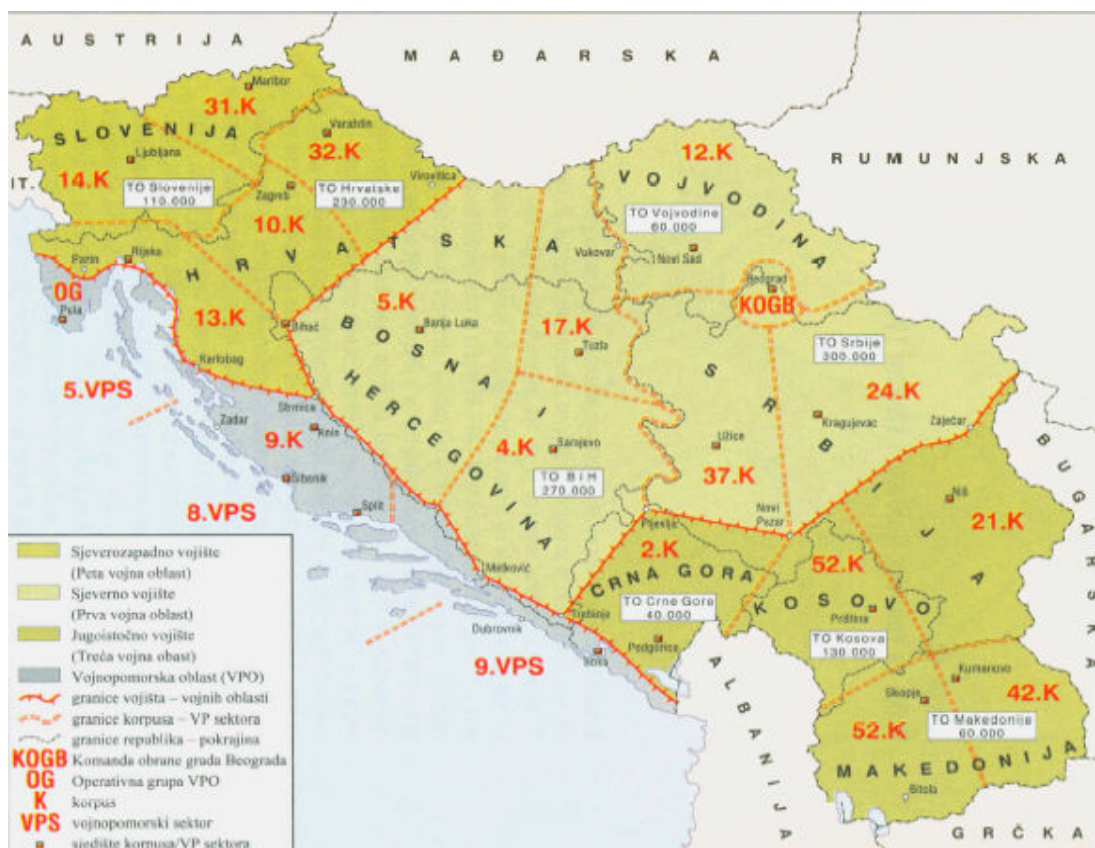 AUSTRIJA
MAĐARSKA
Maribor
31.K
SLOVENIJA
Varaždin
32.K
Ljubljana
14.K
12.K
VOJVODINA
RUMUNJSKA
IT.
TO Slovenije
110.000
Zagreb
TO Hrvatske
230.000
Virovitica
10.K
HRVATSKA
TO Vojvodine
60.000
Vukovar
Novi Sad
Rijeka
Pazin
Beograd
KOGB
OG
Pula
13.K
Bihać
5.K
Banja Luka
BOSNA I
HERCEGOVINA
17.K
Tuzla
SRBIJA
TO Srbije
300.000
24.K
Karlobag
5.VPS
Strmica
Zadar
9.K
Knin
Kragujevac
Zaječar
BUGARSKA
Užice
4.K
Sarajevo
TO BiH
270.000
37.K
Šibenik
8.VPS
Split
Novi
Pazar
Niš
21.K
Pljevlja
2.K
CRNA GORA
52.K
KOSOVO
Metković
TO Crne Gore
40.000
Trebinje
Priština
TO Kosova
130.000
Dubrovnik
9.VPS
Boka
Podgorica
ALBANIJA
Kumanovo
Skopje
42.K
52.K
TO Makedonije
60.000
MAKEDONIJA
Bitola
GRČKA
Sjeverozapadno vojište
(Peta vojna oblast)
Sjeverno vojište
(Prva vojna oblast)
Jugoistočno vojište
(Treća vojna obast)
Vojnopomorska oblast (VPO)
granice vojišta – vojnih oblasti
granice korpusa – VP sektora
granice republika – pokrajina
KOGB Komanda obrane grada Beograda
OG Operativna grupa VPO
K korpus
VPS vojnopomorski sektor
sjedište korpusa/VP sektora